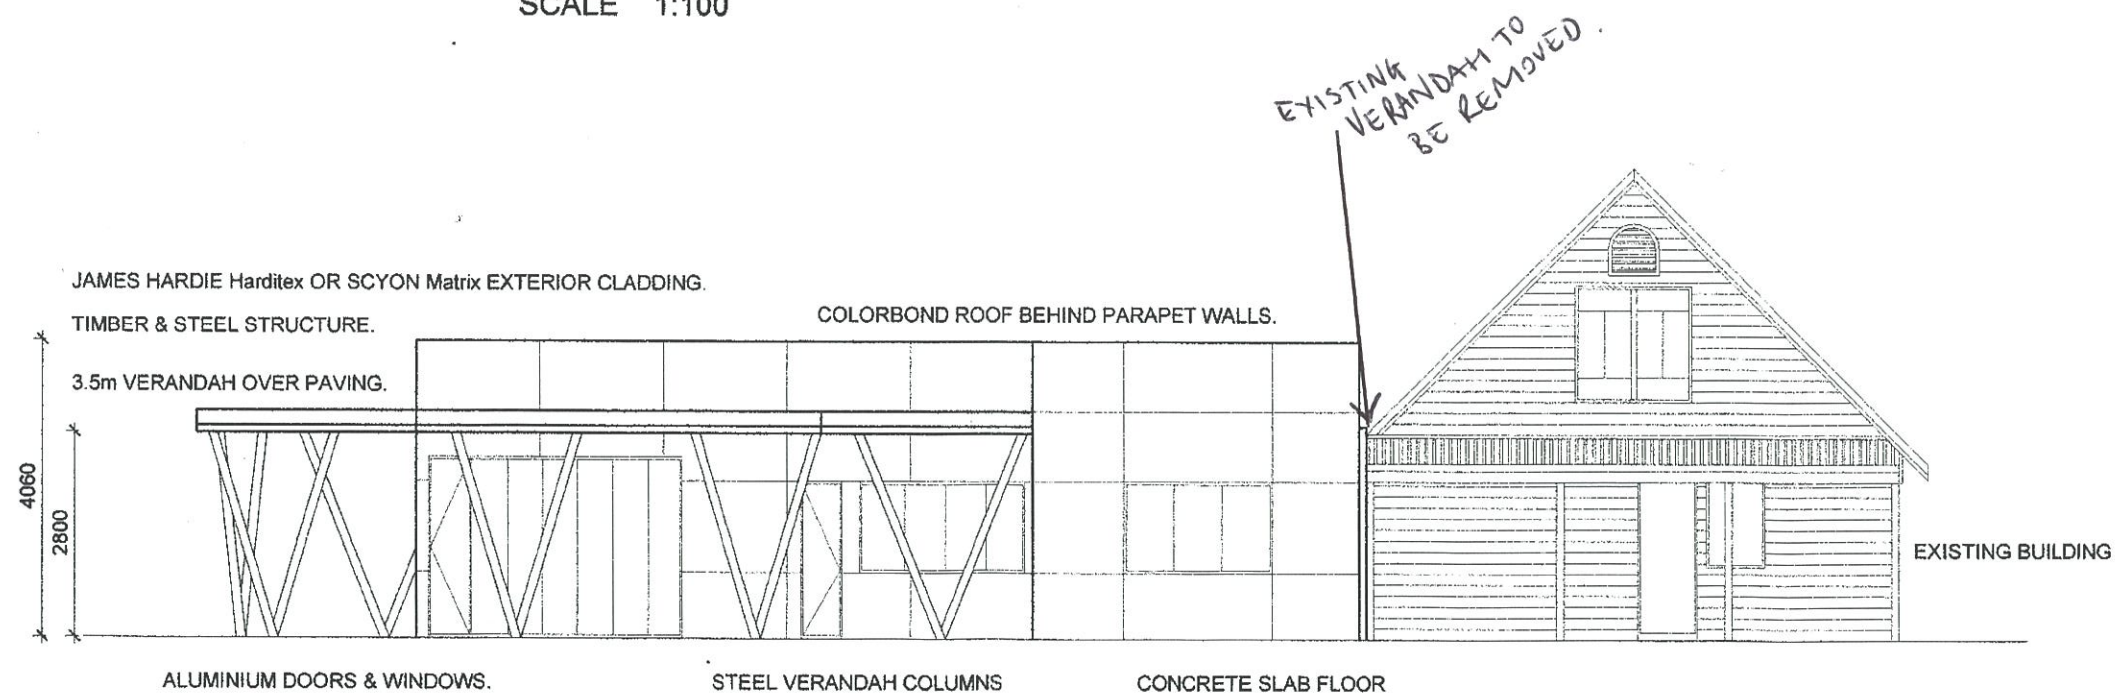 SCALE 1:100
EXISTING
VERANDAH TO
BE REMOVED.
JAMES HARDIE Harditex OR SCYON Matrix EXTERIOR CLADDING.
COLORBOND ROOF BEHIND PARAPET WALLS.
TIMBER & STEEL STRUCTURE.
3.5m VERANDAH OVER PAVING.
4060
2800
EXISTING BUILDING
ALUMINIUM DOORS & WINDOWS.
STEEL VERANDAH COLUMNS
CONCRETE SLAB FLOOR